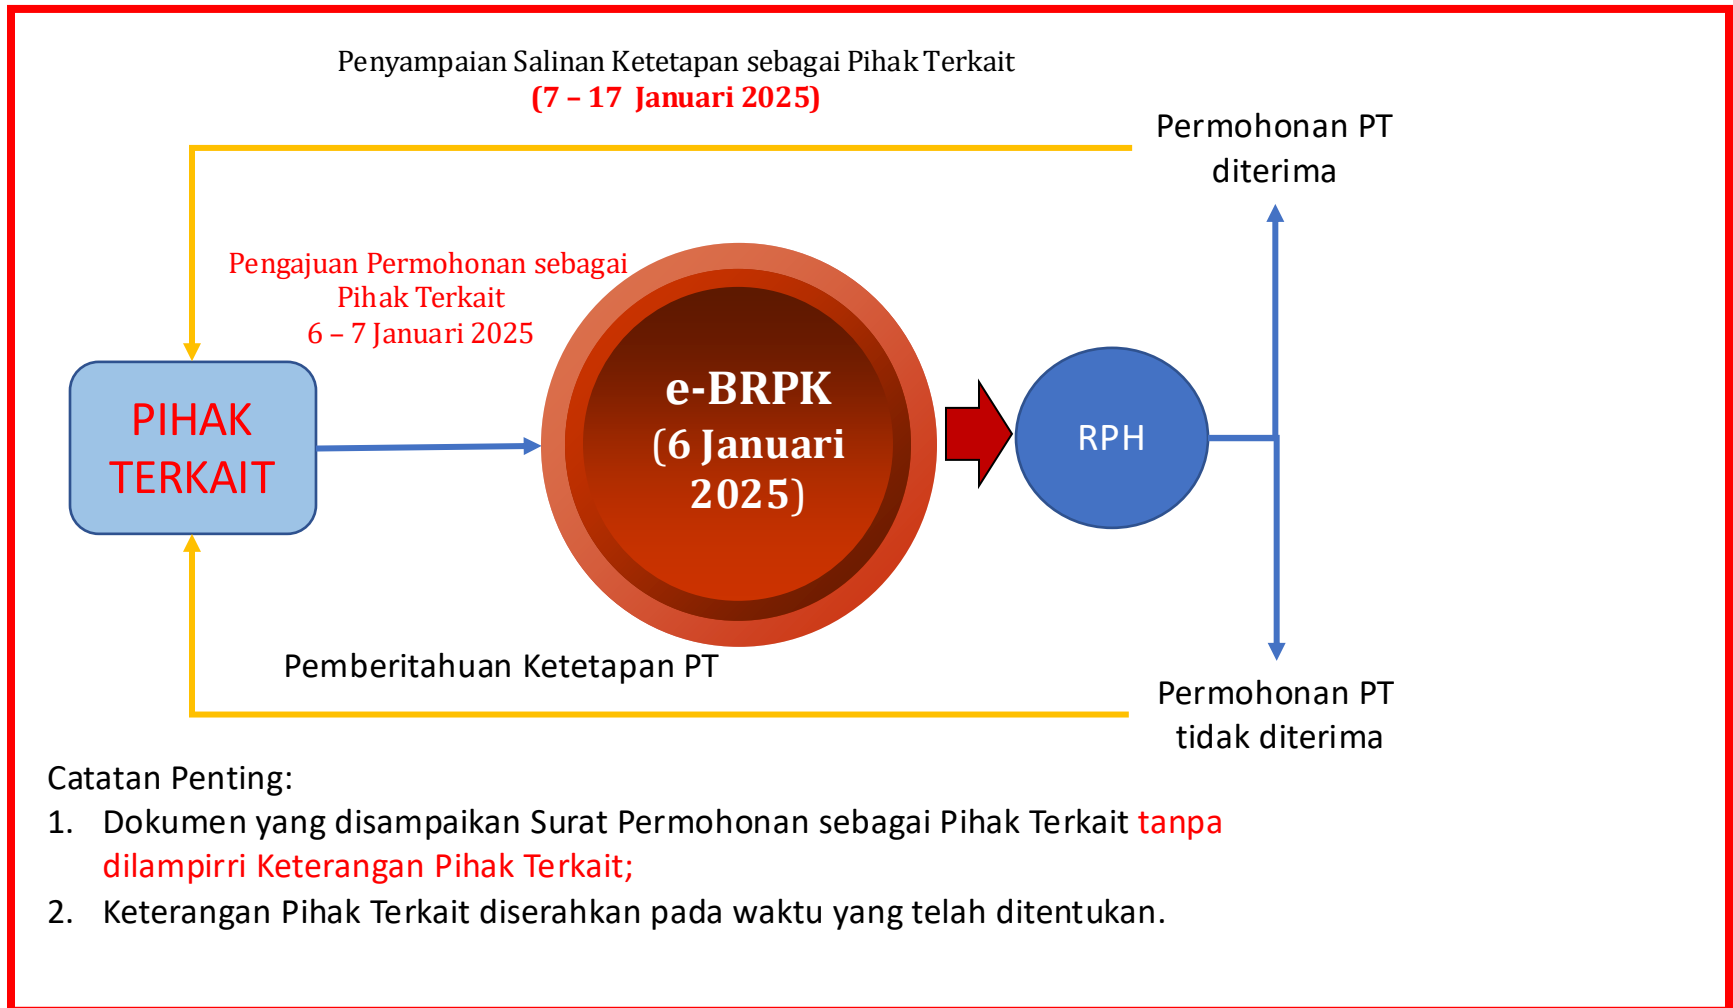 Penyampaian Salinan Ketetapan sebagai Pihak Terkait
(7 – 17 Januari 2025)
Permohonan PT
diterima
Pengajuan Permohonan sebagai
Pihak Terkait
6 – 7 Januari 2025
PIHAK
TERKAIT
e-BRPK
(6 Januari
2025)
RPH
Pemberitahuan Ketetapan PT
Permohonan PT
tidak diterima
Catatan Penting:
1. Dokumen yang disampaikan Surat Permohonan sebagai Pihak Terkait tanpa
dilampirri Keterangan Pihak Terkait;
2. Keterangan Pihak Terkait diserahkan pada waktu yang telah ditentukan.